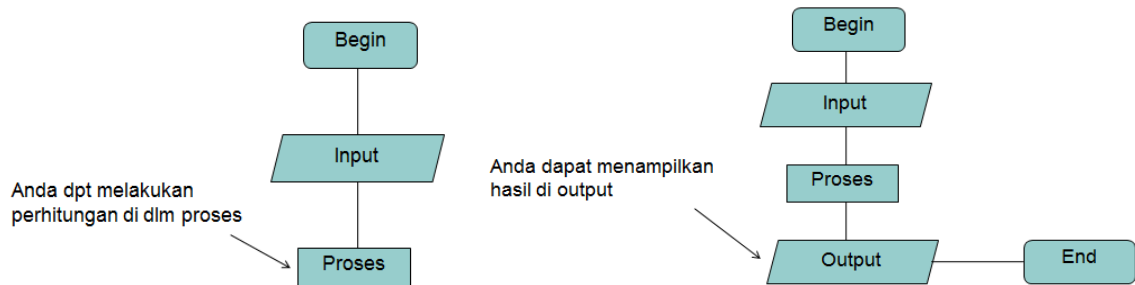 Begin
Input
Anda dpt melakukan
perhitungan di dlm proses
Proses
Begin
Input
Anda dapat menampilkan
hasil di output
Proses
Output
End